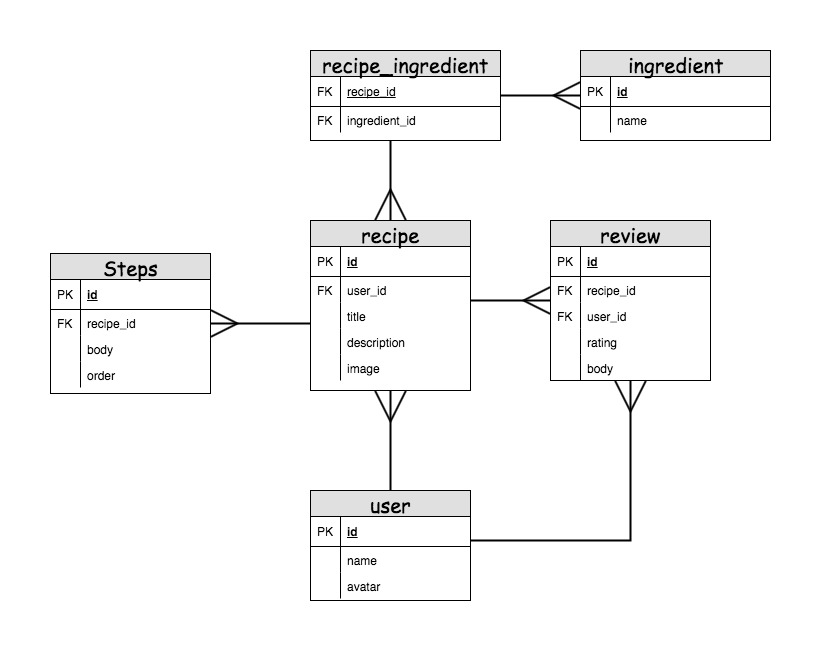 recipe_ingredient
FK recipe_id
FK ingredient_id
ingredient
PK id
name
recipe
PK id
FK user_id
title
description
image
review
PK id
FK recipe_id
FK user_id
rating
body
Steps
PK id
FK recipe_id
body
order
user
PK id
name
avatar